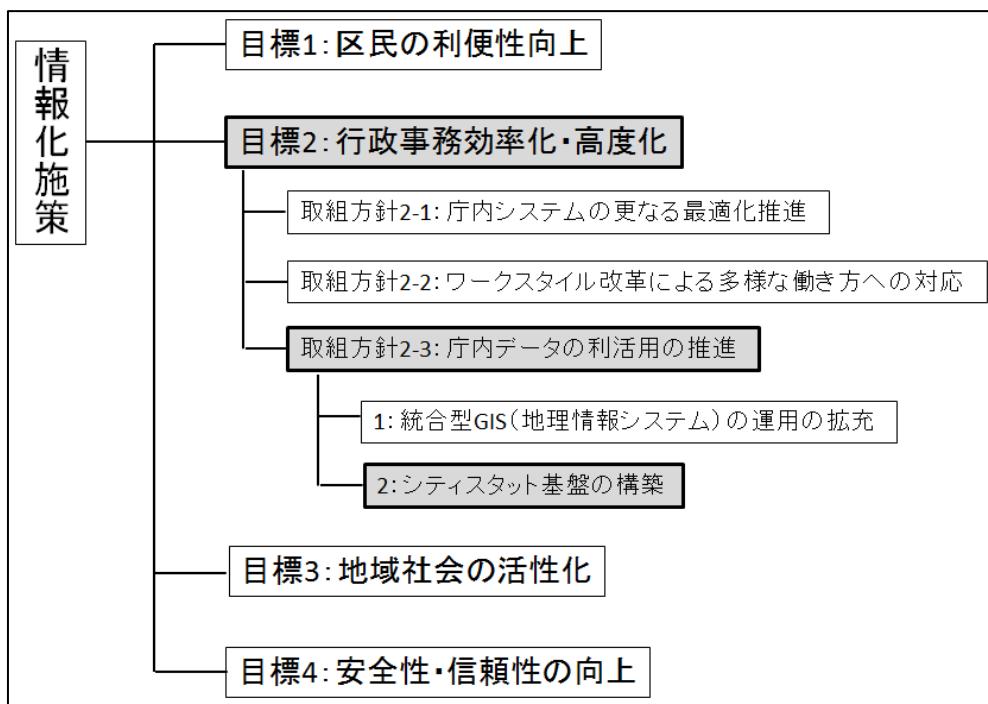 情報化施策
目標1：区民の利便性向上
目標2：行政事務効率化・高度化
取組方針2-1：庁内システムの更なる最適化推進
取組方針2-2：ワークスタイル改革による多様な働き方への対応
取組方針2-3：庁内データの利活用の推進
1：統合型GIS（地理情報システム）の運用の拡充
2：シティスタット基盤の構築
目標3：地域社会の活性化
目標4：安全性・信頼性の向上